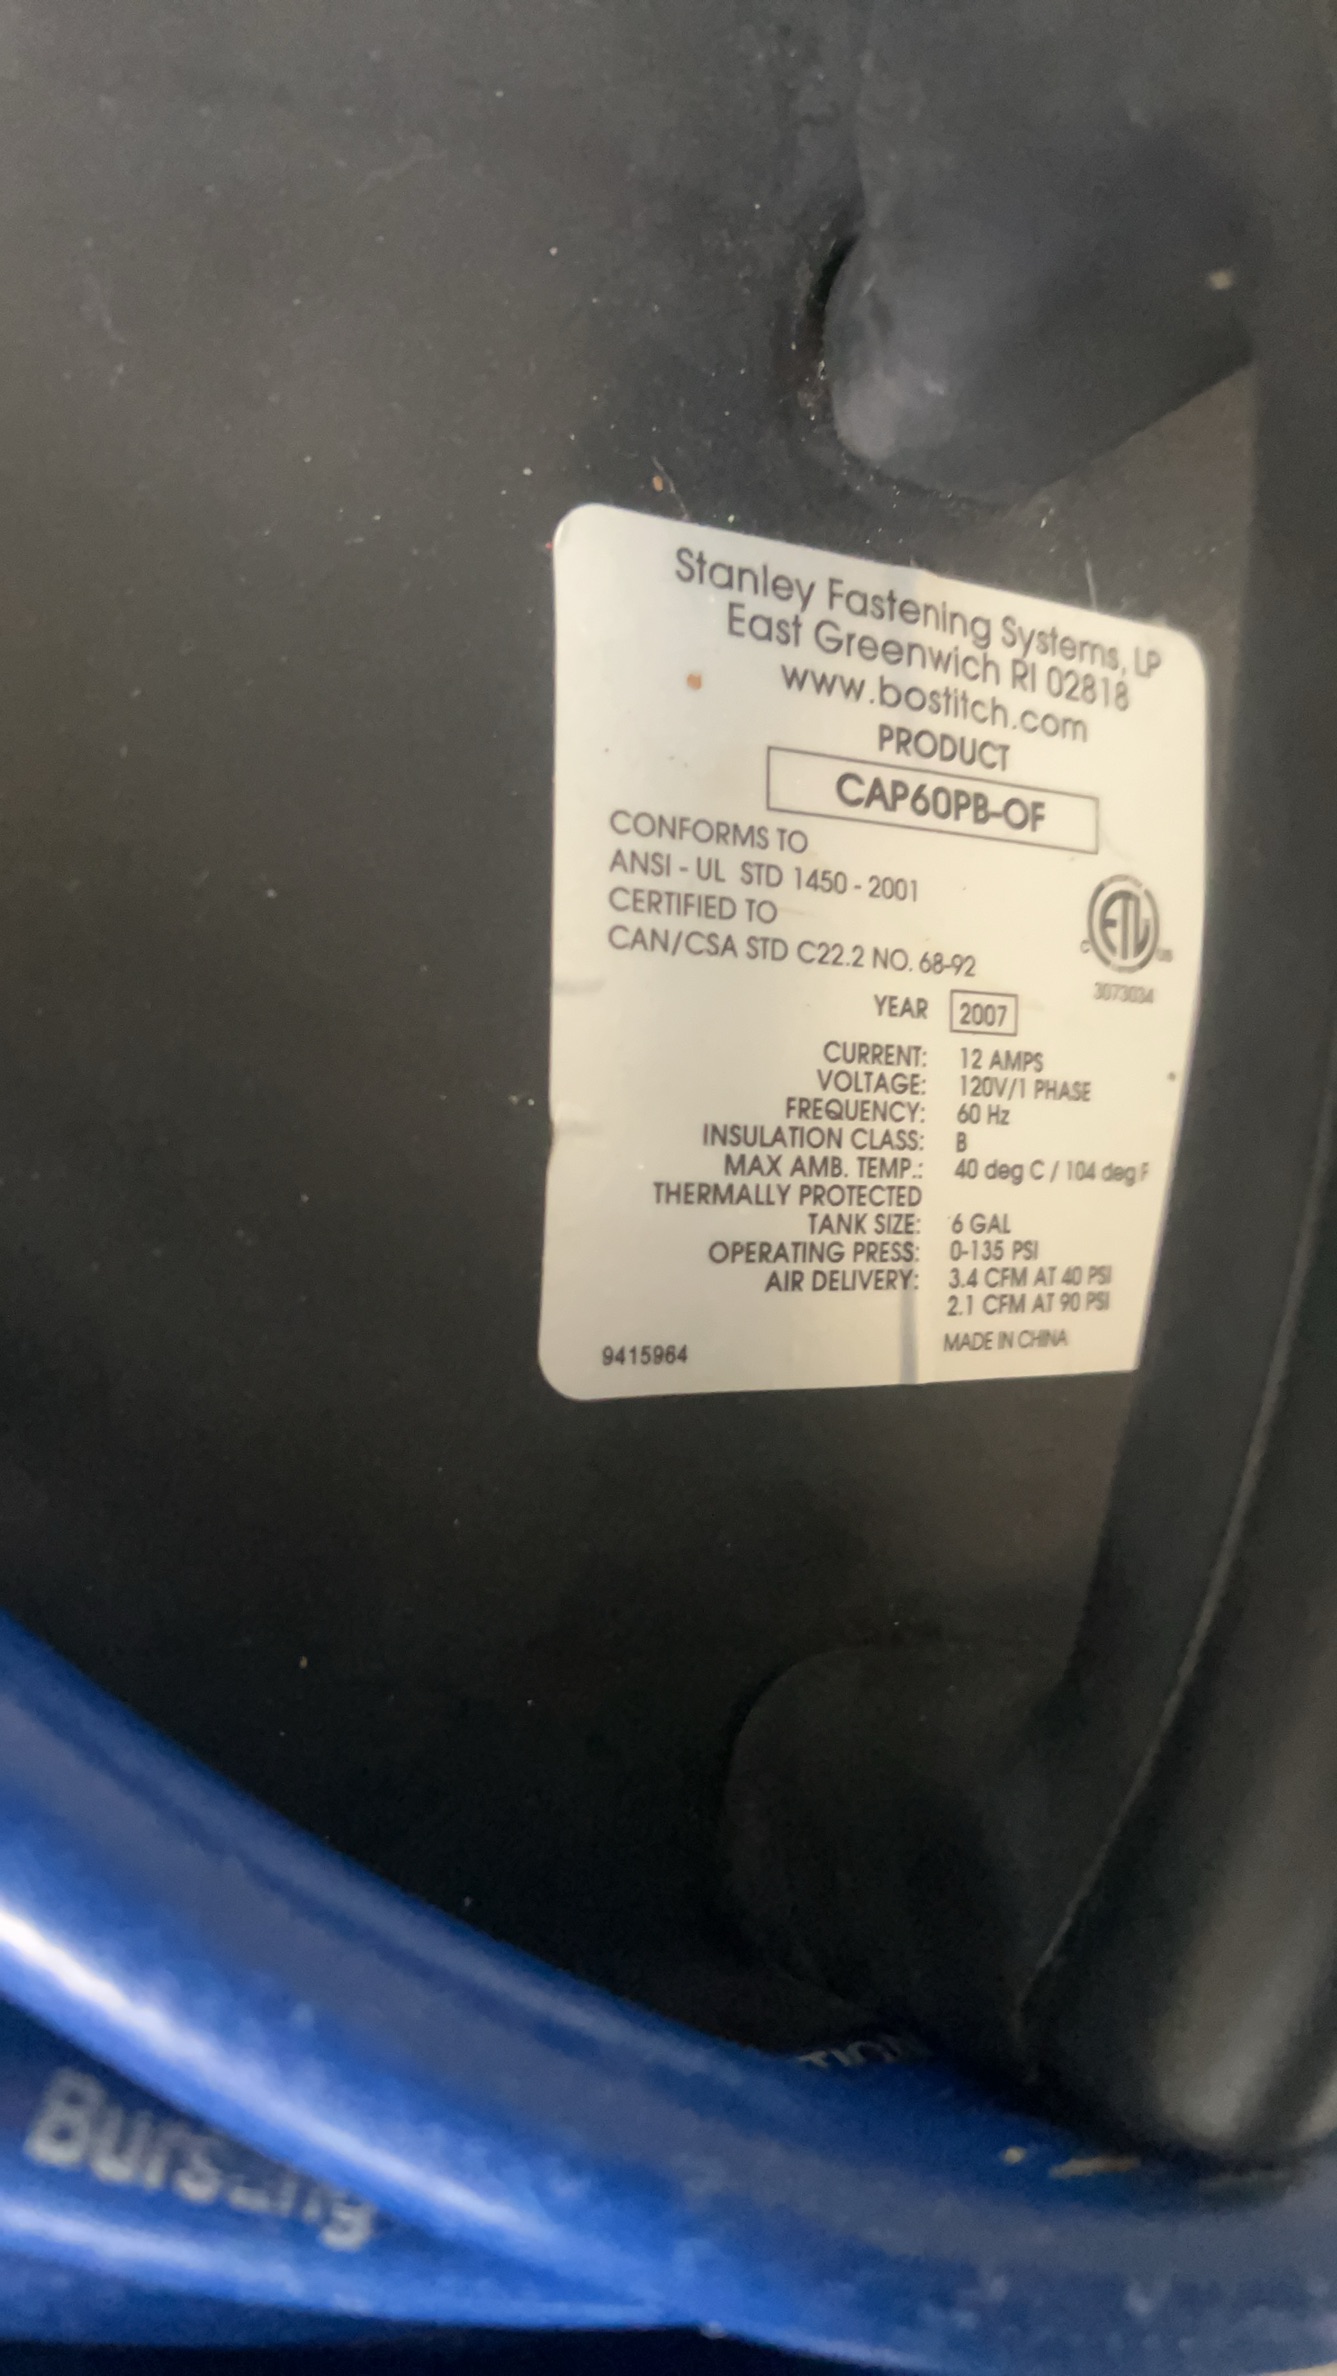 Stanley Fastening Systems, LP
East Greenwich RI 02818
www.bostitch.com
PRODUCT
CAP60PB-OF
CONFORMS TO
ANSI - UL STD 1450 - 2001
CERTIFIED TO
CAN/CSA STD C22.2 NO. 68-92
ETL
C US
3073034
YEAR 2007
CURRENT: 12 AMPS
VOLTAGE: 120V/1 PHASE
FREQUENCY: 60 Hz
INSULATION CLASS: B
MAX AMB. TEMP.: 40 deg C / 104 deg F
THERMALLY PROTECTED
TANK SIZE: 6 GAL
OPERATING PRESS: 0-135 PSI
AIR DELIVERY: 3.4 CFM AT 40 PSI
2.1 CFM AT 90 PSI
MADE IN CHINA
9415964